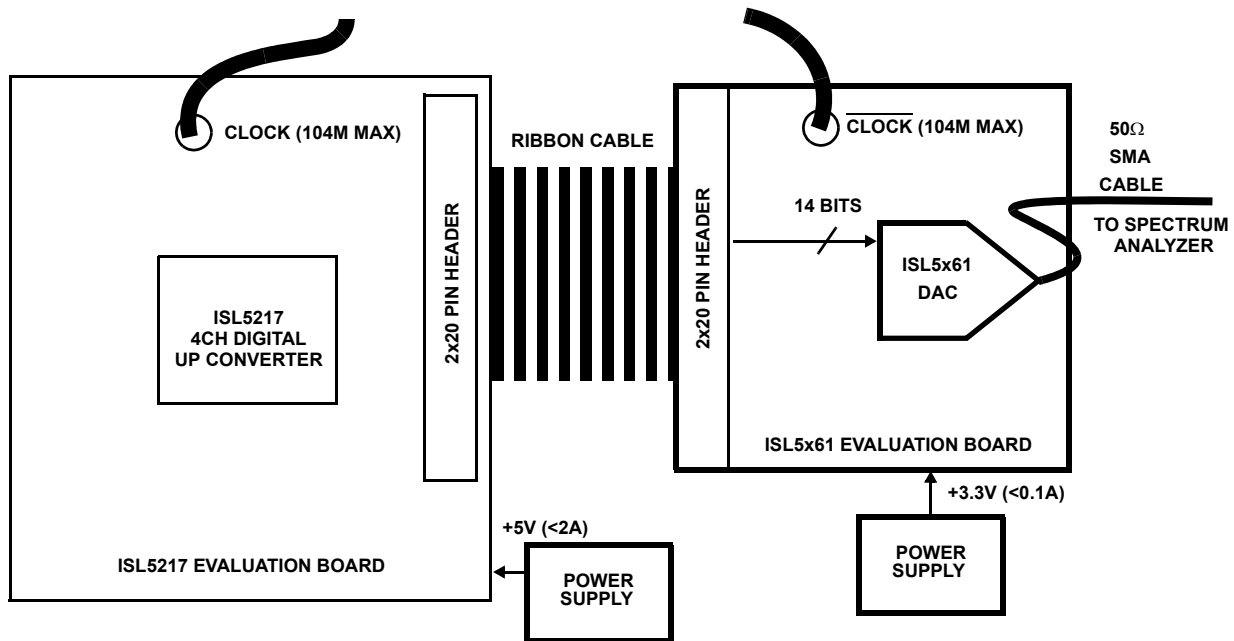 CLOCK (104M MAX)
2x20 PIN HEADER
ISL5217
4CH DIGITAL
UP CONVERTER
ISL5217 EVALUATION BOARD
+5V (<2A)
POWER
SUPPLY
RIBBON CABLE
2x20 PIN HEADER
CLOCK (104M MAX)
14 BITS
ISL5x61
DAC
ISL5x61 EVALUATION BOARD
+3.3V (<0.1A)
POWER
SUPPLY
50Ω
SMA
CABLE
TO SPECTRUM
ANALYZER